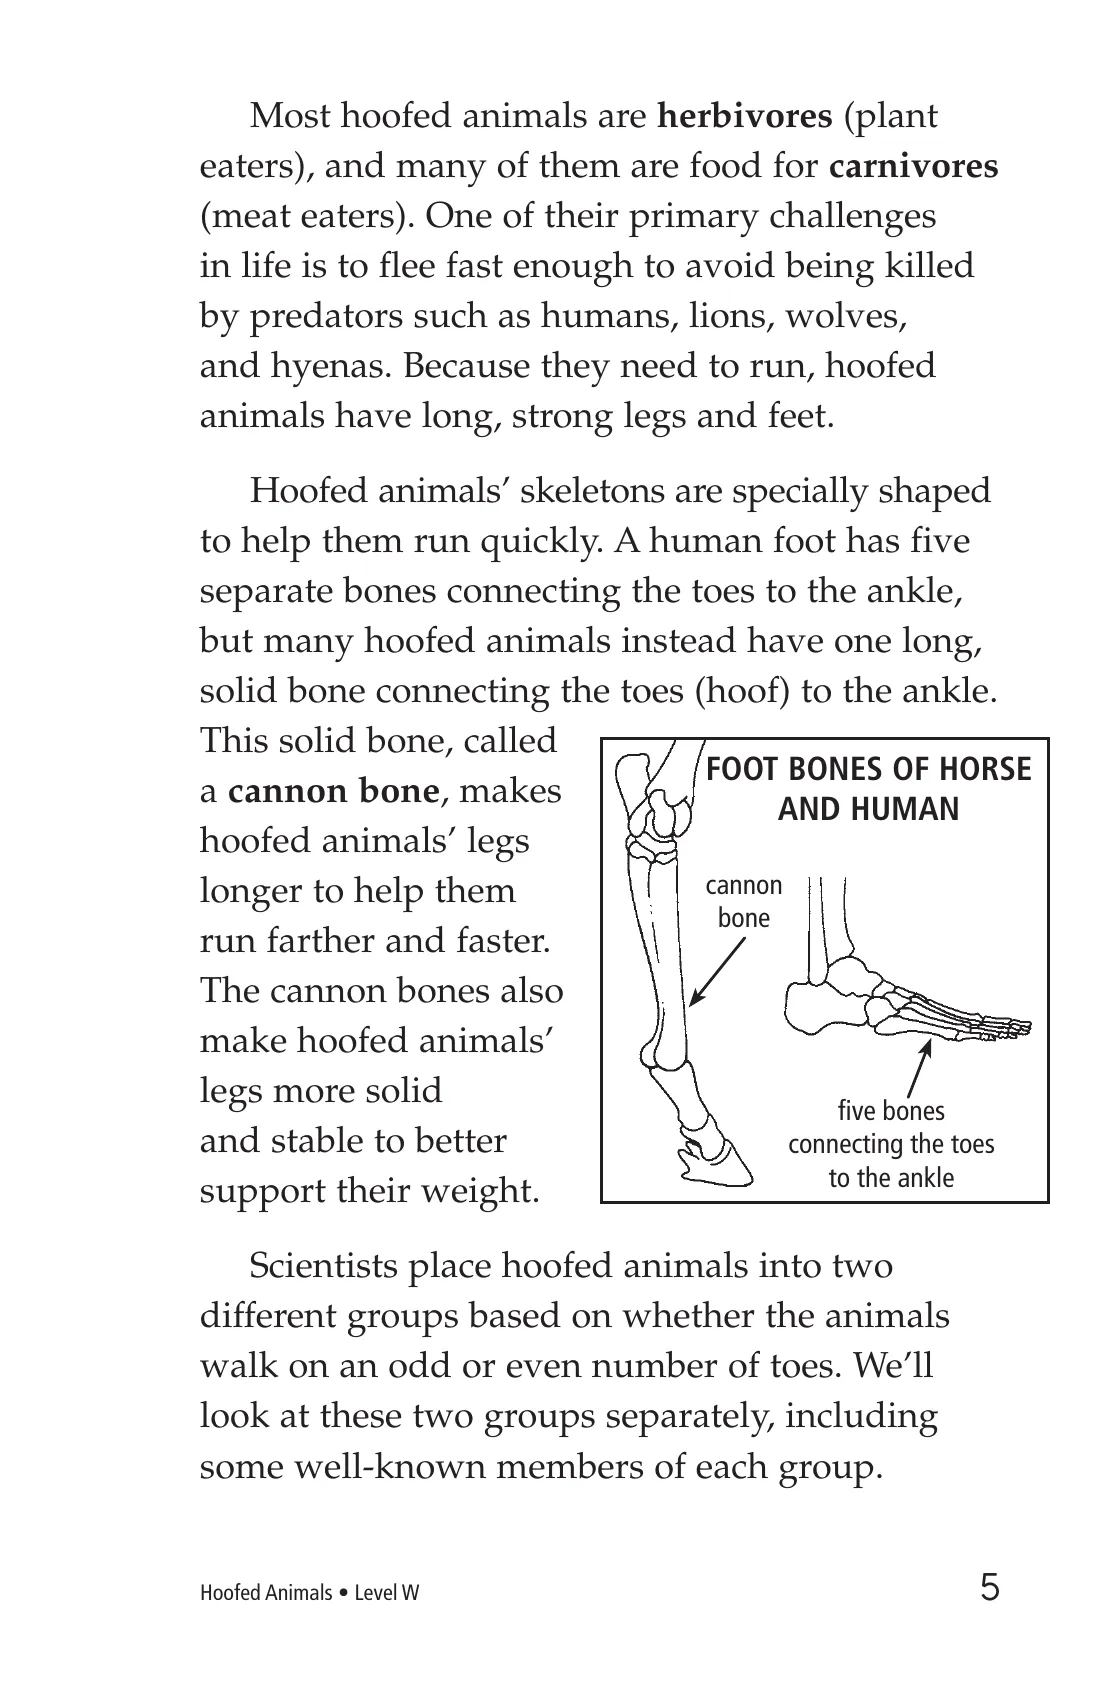 Most hoofed animals are herbivores (plant
eaters), and many of them are food for carnivores
(meat eaters). One of their primary challenges
in life is to flee fast enough to avoid being killed
by predators such as humans, lions, wolves,
and hyenas. Because they need to run, hoofed
animals have long, strong legs and feet.
Hoofed animals’ skeletons are specially shaped
to help them run quickly. A human foot has five
separate bones connecting the toes to the ankle,
but many hoofed animals instead have one long,
solid bone connecting the toes (hoof) to the ankle.
This solid bone, called
a cannon bone, makes
hoofed animals’ legs
longer to help them
run farther and faster.
The cannon bones also
make hoofed animals’
legs more solid
and stable to better
support their weight.
FOOT BONES OF HORSE
AND HUMAN
cannon
bone
five bones
connecting the toes
to the ankle
Scientists place hoofed animals into two
different groups based on whether the animals
walk on an odd or even number of toes. We’ll
look at these two groups separately, including
some well-known members of each group.
Hoofed Animals • Level W
5